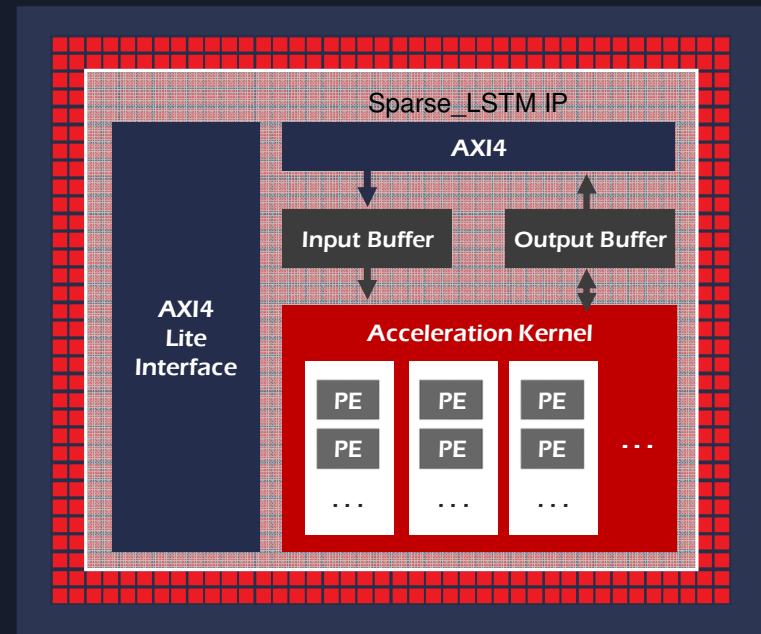 Sparse_LSTM IP
AXI4
Input Buffer
Output Buffer
AXI4
Lite
Interface
Acceleration Kernel
PE PE PE
PE PE PE ...
... ... ...